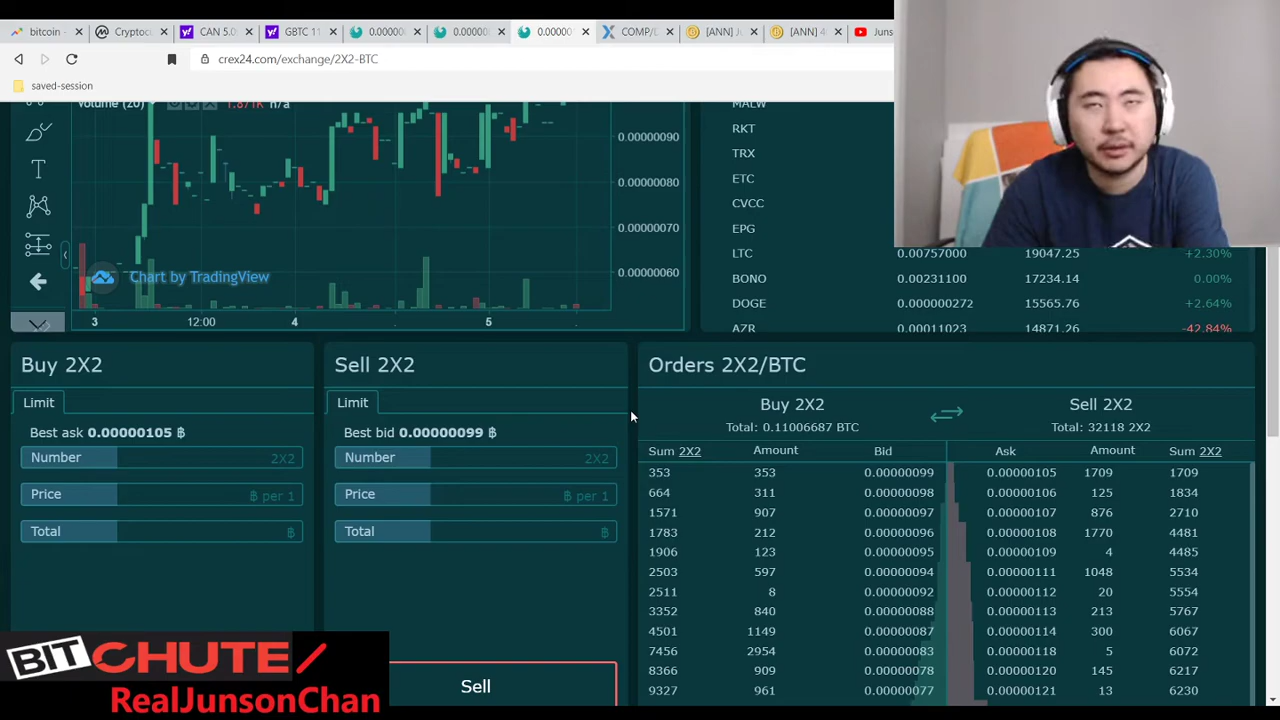 bitcoin -
Cryptoc
CAN 5.0
GBTC 11
0.00000
0.00000
0.00000
COMP/
[ANN] J
[ANN] 4
Juns
crex24.com/exchange/2X2-BTC
saved-session
Volume (20)
1.871K n/a
0.00000090
0.00000080
0.00000070
0.00000060
Chart by TradingView
3 12:00 4 5
MALW
RKT
TRX
ETC
CVCC
EPG
LTC 0.00757000 19047.25 +2.30%
BONO 0.00231100 17234.14 0.00%
DOGE 0.000000272 15565.76 +2.64%
AZR 0.00011023 14871.26 -42.84%
Buy 2X2
Limit
Best ask 0.00000105 ₿
Number 2X2
Price ₿ per 1
Total ₿
Sell 2X2
Limit
Best bid 0.00000099 ₿
Number 2X2
Price ₿ per 1
Total ₿
Sell
Orders 2X2/BTC
Buy 2X2 Sell 2X2
Total: 0.11006687 BTC Total: 32118 2X2
Sum 2X2 Amount Bid Ask Amount Sum 2X2
353 353 0.00000099 0.00000105 1709 1709
664 311 0.00000098 0.00000106 125 1834
1571 907 0.00000097 0.00000107 876 2710
1783 212 0.00000096 0.00000108 1770 4481
1906 123 0.00000095 0.00000109 4 4485
2503 597 0.00000094 0.00000111 1048 5534
2511 8 0.00000092 0.00000112 20 5554
3352 840 0.00000088 0.00000113 213 5767
4501 1149 0.00000087 0.00000114 300 6067
7456 2954 0.00000083 0.00000118 5 6072
8366 909 0.00000078 0.00000120 145 6217
9327 961 0.00000077 0.00000121 13 6230
BITCHUTE
RealJunsonChan